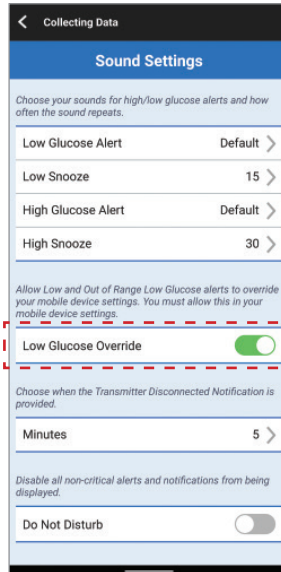 Collecting Data
Sound Settings
Choose your sounds for high/low glucose alerts and how
often the sound repeats.
Low Glucose Alert Default
Low Snooze 15
High Glucose Alert Default
High Snooze 30
Allow Low and Out of Range Low Glucose alerts to override
your mobile device settings. You must allow this in your
mobile device settings.
Low Glucose Override
Choose when the Transmitter Disconnected Notification is
provided.
Minutes 5
Disable all non-critical alerts and notifications from being
displayed.
Do Not Disturb